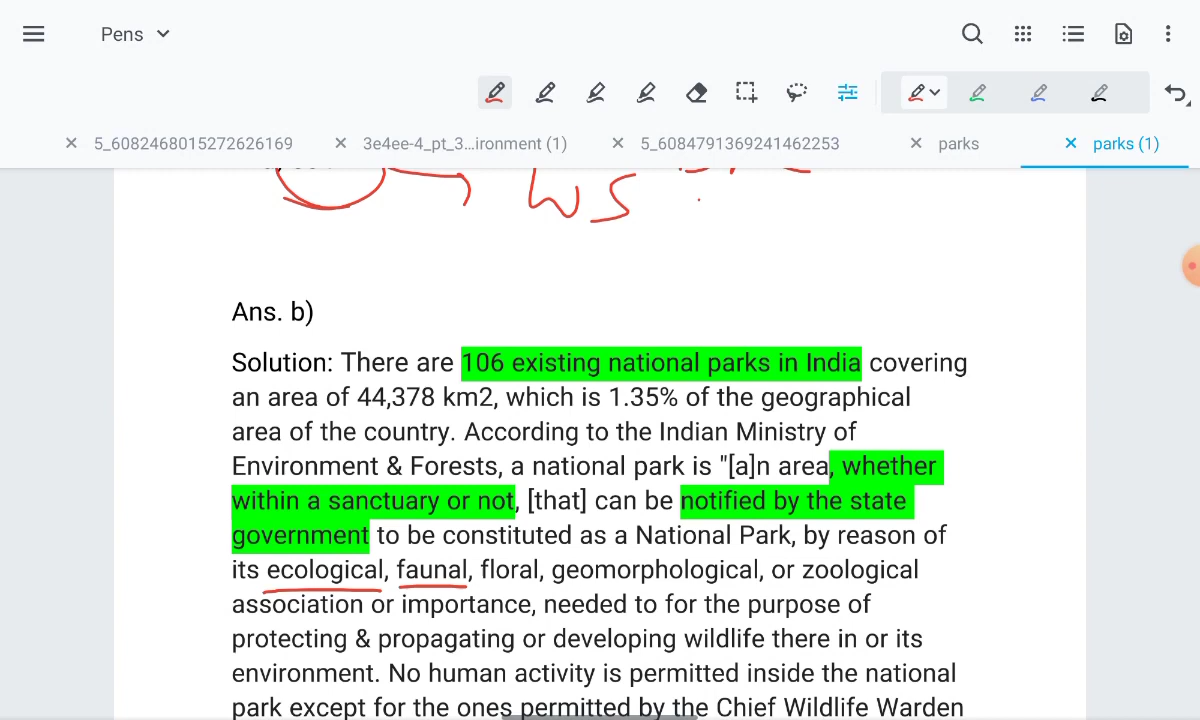 Pens
5_6082468015272626169
3e4ee-4_pt_3...ironment (1)
5_6084791369241462253
parks
parks (1)
WS
Ans. b)
Solution: There are 106 existing national parks in India covering
an area of 44,378 km2, which is 1.35% of the geographical
area of the country. According to the Indian Ministry of
Environment & Forests, a national park is "[a]n area, whether
within a sanctuary or not, [that] can be notified by the state
government to be constituted as a National Park, by reason of
its ecological, faunal, floral, geomorphological, or zoological
association or importance, needed to for the purpose of
protecting & propagating or developing wildlife there in or its
environment. No human activity is permitted inside the national
park except for the ones permitted by the Chief Wildlife Warden